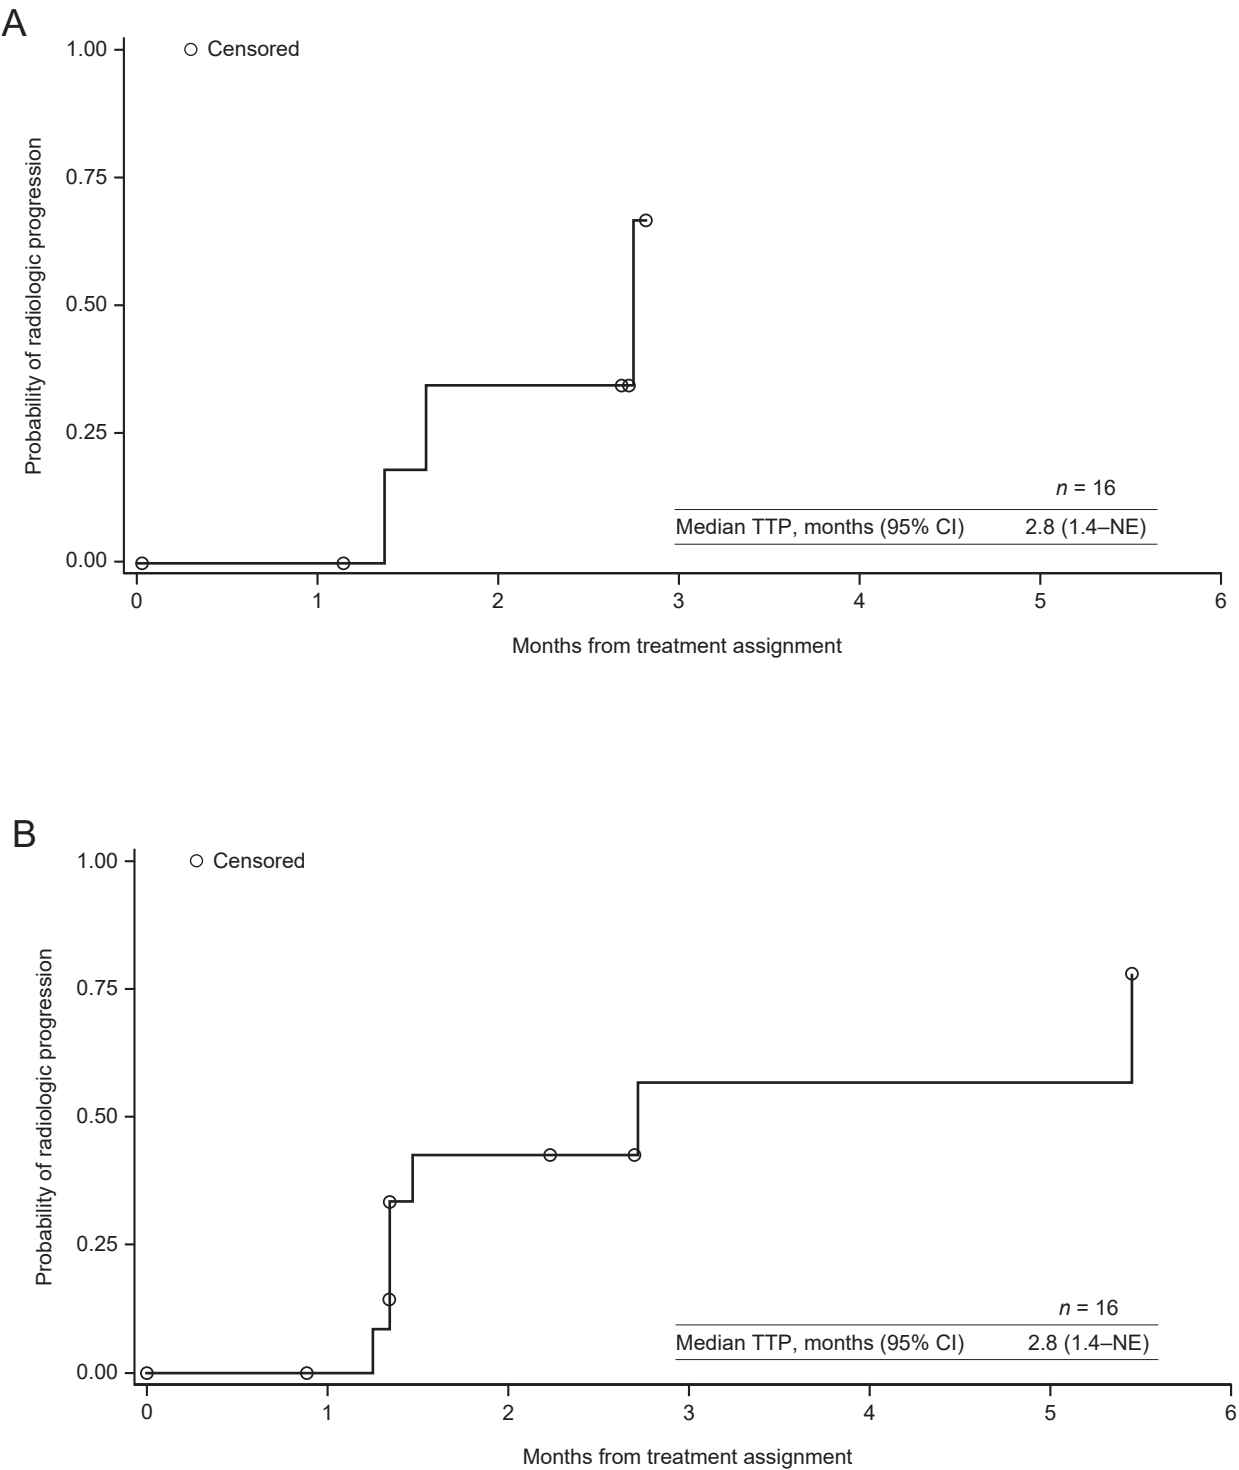 A
1.00
Censored
0.75
0.50
0.25
0.00
Probability of radiologic progression
n = 16
Median TTP, months (95% CI) 2.8 (1.4–NE)
0 1 2 3 4 5 6
Months from treatment assignment
B
1.00
Censored
0.75
0.50
0.25
0.00
Probability of radiologic progression
n = 16
Median TTP, months (95% CI) 2.8 (1.4–NE)
0 1 2 3 4 5 6
Months from treatment assignment